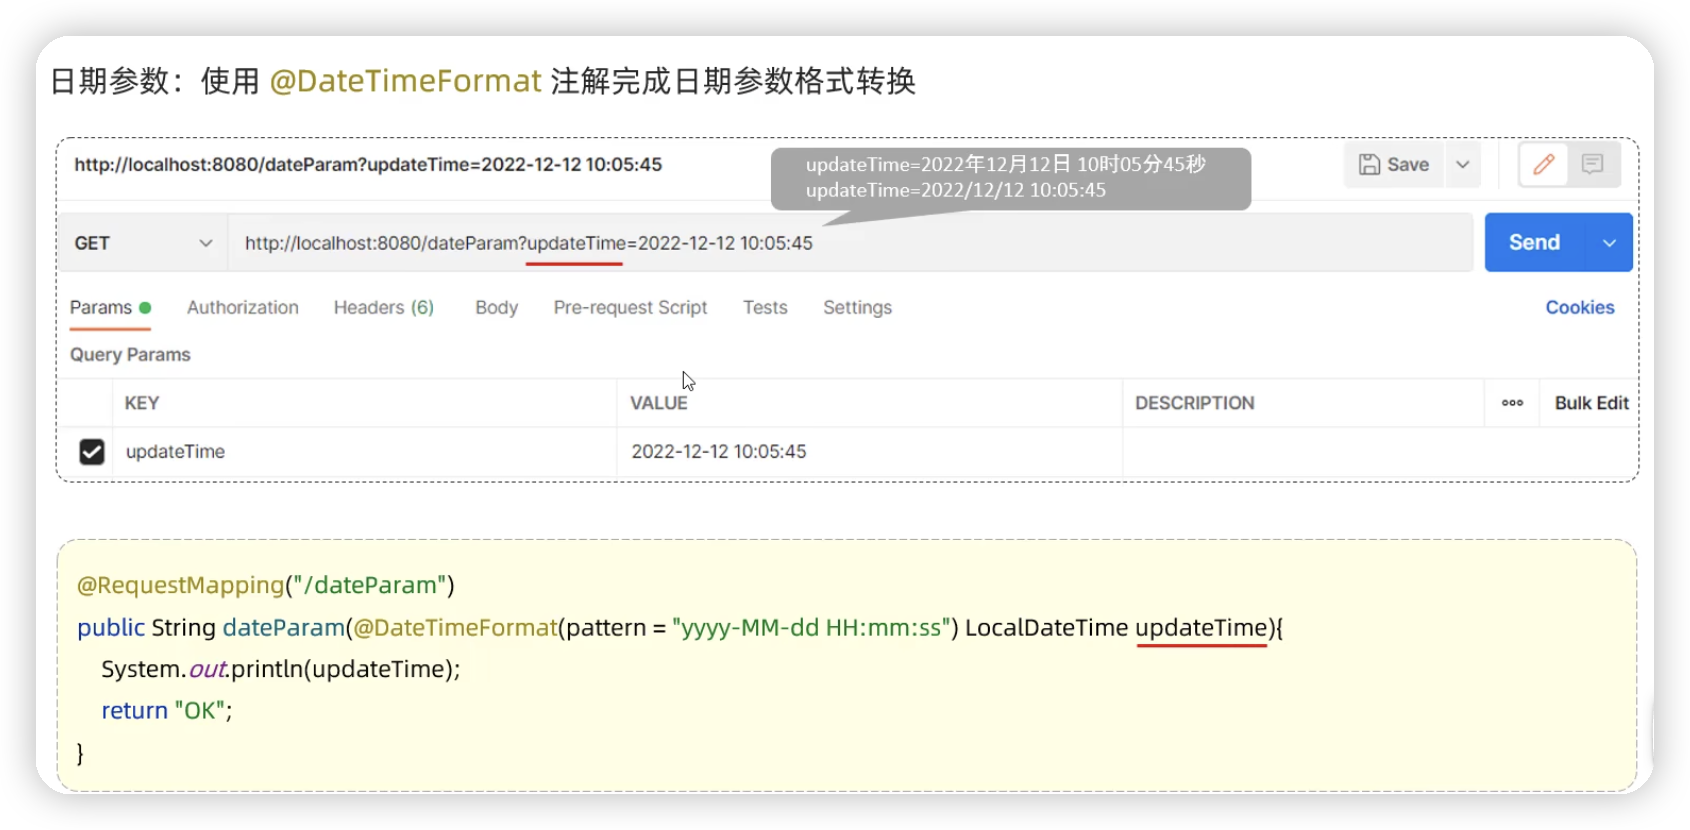 日期参数：使用 @DateTimeFormat 注解完成日期参数格式转换
http://localhost:8080/dateParam?updateTime=2022-12-12 10:05:45
updateTime=2022年12月12日 10时05分45秒
updateTime=2022/12/12 10:05:45
Save
GET
http://localhost:8080/dateParam?updateTime=2022-12-12 10:05:45
Send
Params Authorization Headers (6) Body Pre-request Script Tests Settings Cookies
Query Params
KEY VALUE DESCRIPTION Bulk Edit
updateTime 2022-12-12 10:05:45
@RequestMapping("/dateParam")
public String dateParam(@DateTimeFormat(pattern = "yyyy-MM-dd HH:mm:ss") LocalDateTime updateTime){
System.out.println(updateTime);
return "OK";
}